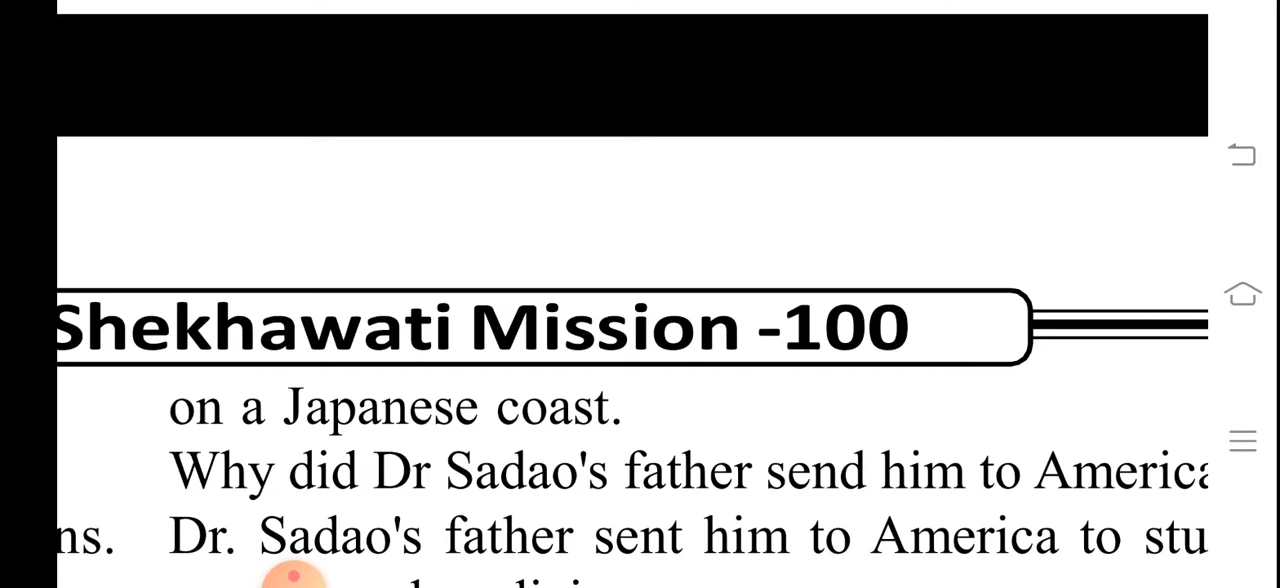 Shekhawati Mission -100
on a Japanese coast.
Why did Dr Sadao's father send him to America
ns. Dr. Sadao's father sent him to America to stu